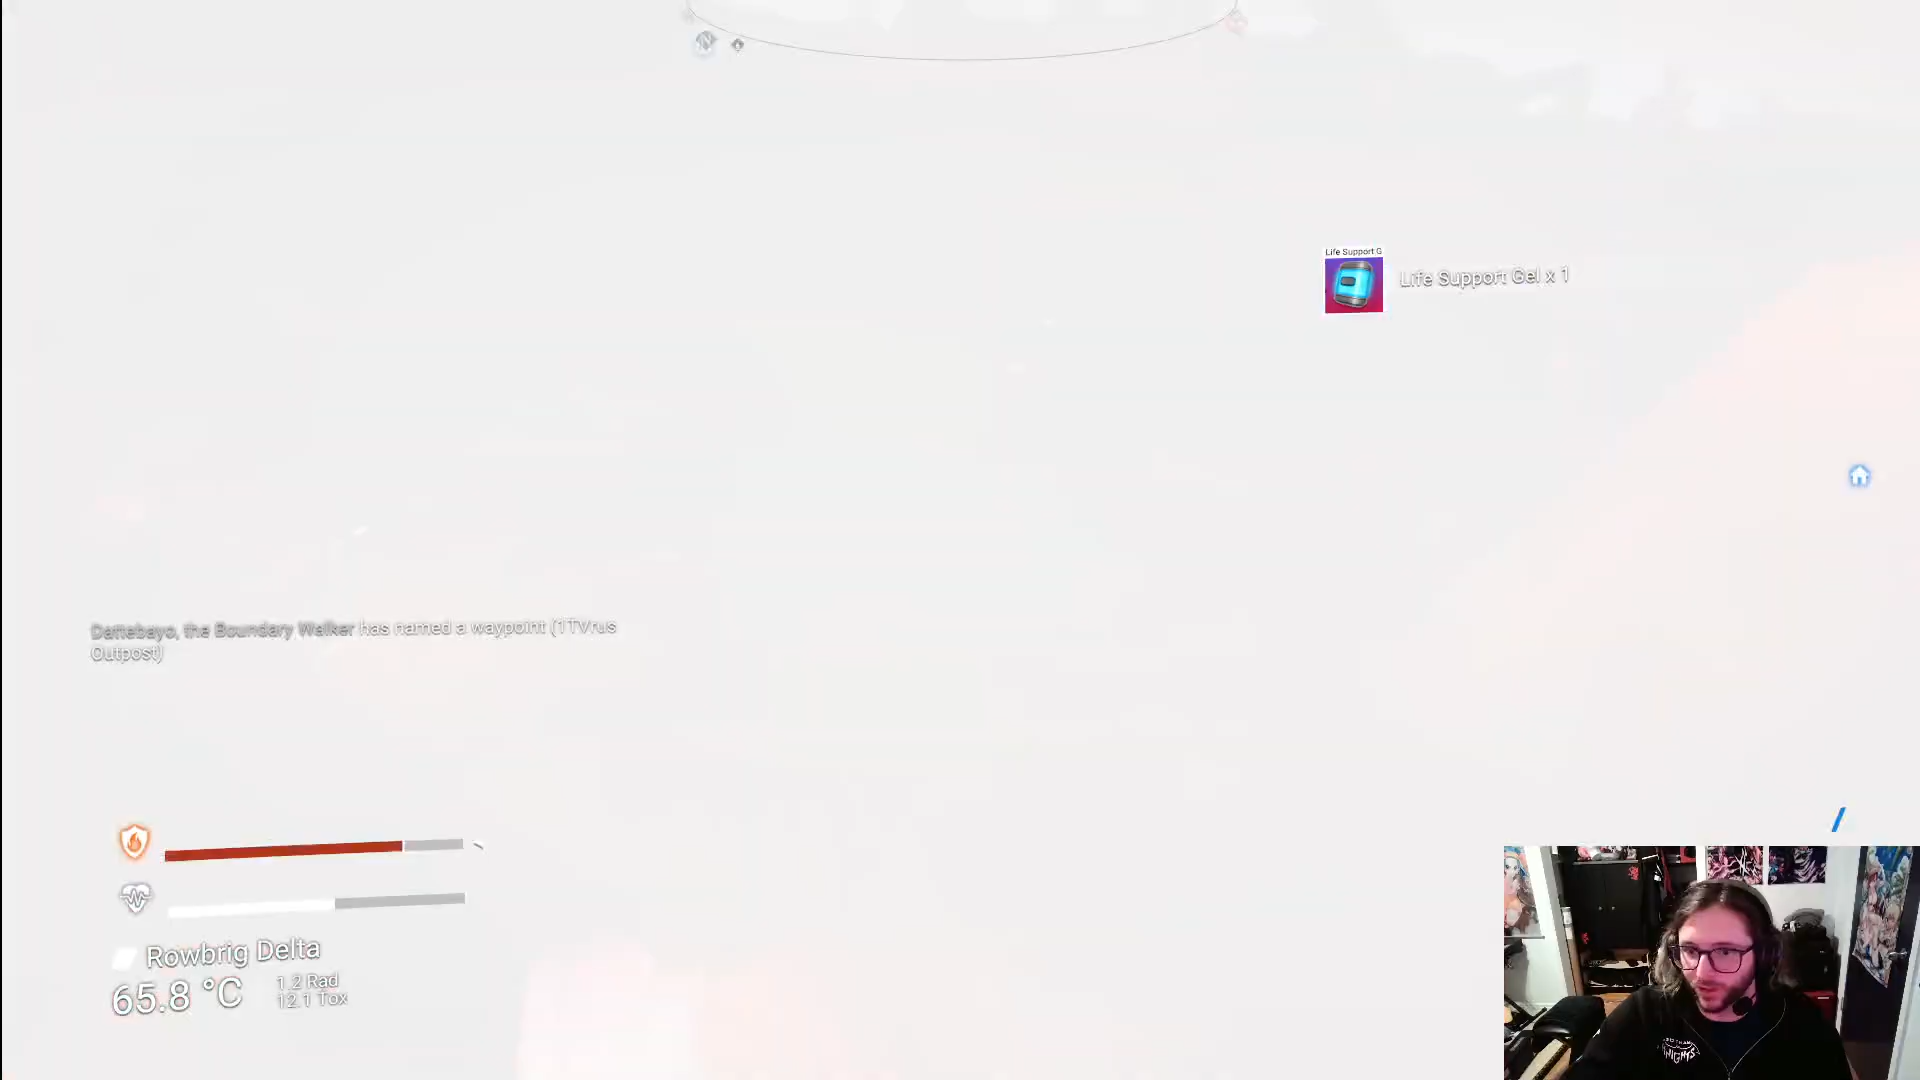 N
Life Support G
Life Support Gel x 1
Dattebayo, the Boundary Walker has named a waypoint (1TVrus
Outpost)
Rowbrig Delta
65.8 °C
1.2 Rad
12.1 Tox
KNIGHTS